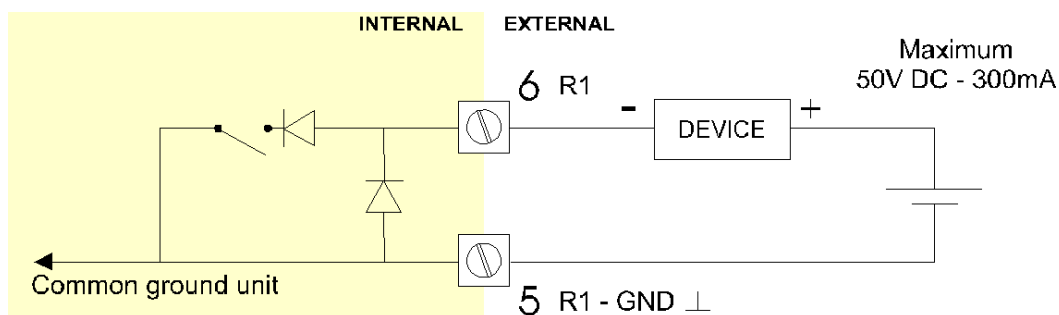 INTERNAL EXTERNAL
Maximum
50V DC - 300mA
6 R1
- DEVICE +
Common ground unit
5 R1 - GND ⊥